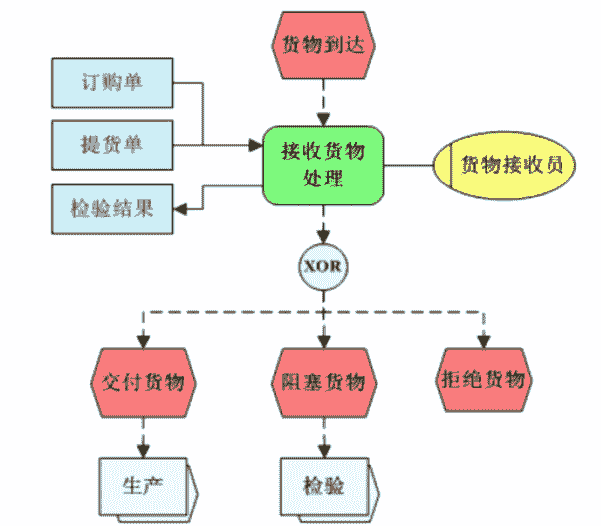 货物到达
订购单
提货单
检验结果
接收货物
处理
货物接收员
XOR
交付货物
阻塞货物
拒绝货物
生产
检验